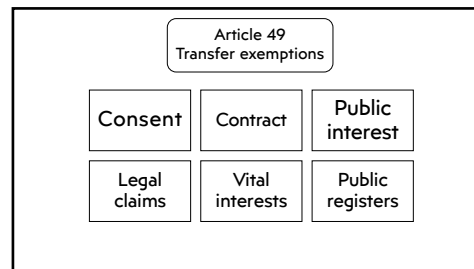 Article 49
Transfer exemptions
Consent
Contract
Public
interest
Legal
claims
Vital
interests
Public
registers